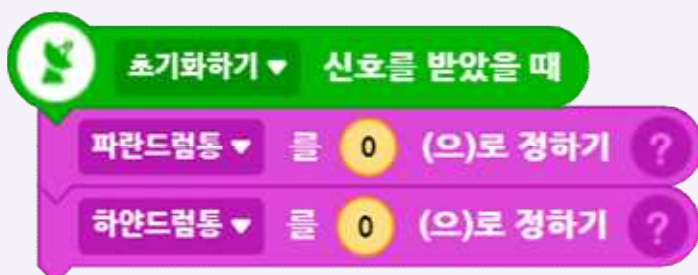 초기화하기 ▼ 신호를 받았을 때
파란드럼통 ▼ 를 0 (으)로 정하기 ?
하얀드럼통 ▼ 를 0 (으)로 정하기 ?